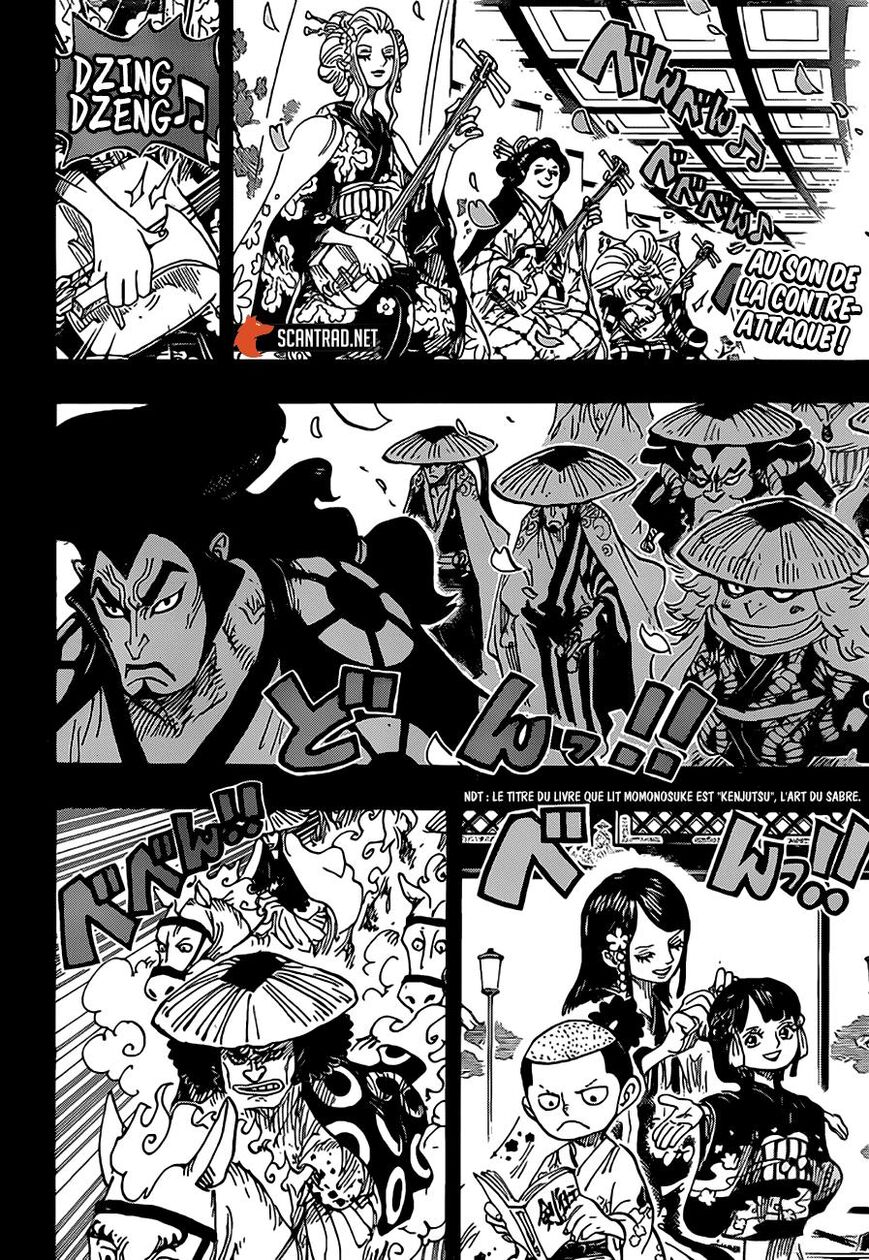 DZING
DZENG♫
べんべん♫
べべべん♪
AU SON DE
LA CONTRE-
ATTAQUE !
SCANTRAD.NET
どんっ!!
NDT : LE TITRE DU LIVRE QUE LIT MOMONOSUKE EST "KENJUTSU", L'ART DU SABRE.
べべん!!
べんっ!!